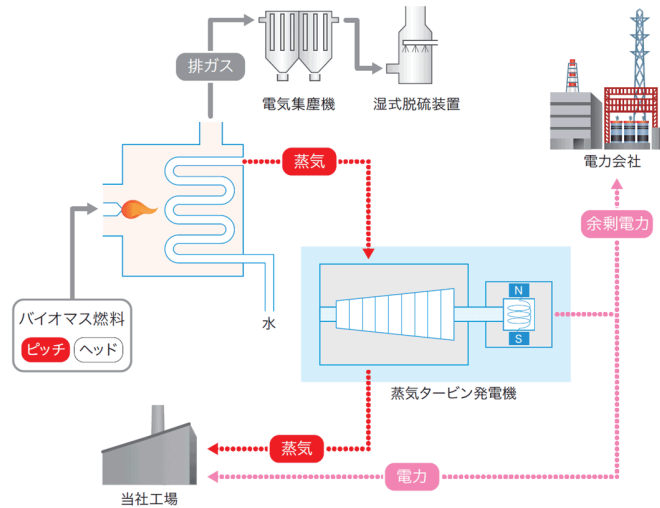 排ガス
電気集塵機
湿式脱硫装置
電力会社
蒸気
余剰電力
バイオマス燃料
ピッチ
ヘッド
水
N
S
蒸気タービン発電機
蒸気
電力
当社工場